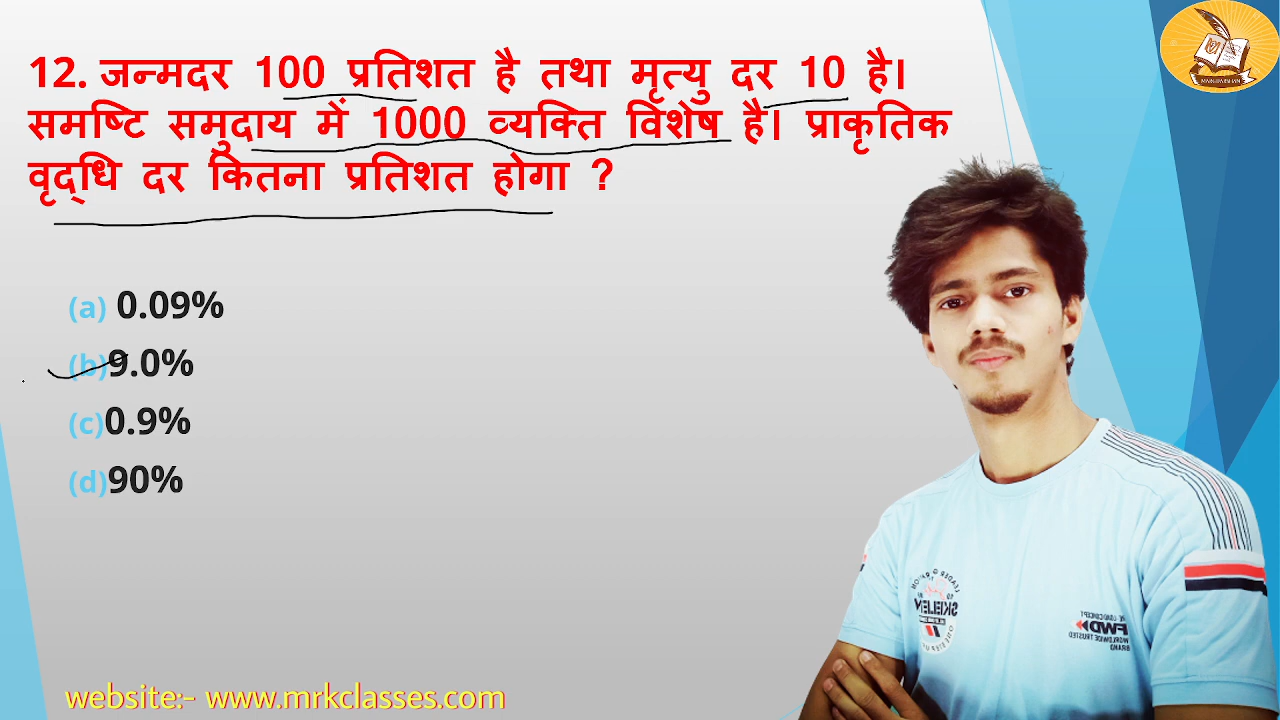 12. जन्मदर 100 प्रतिशत है तथा मृत्यु दर 10 है।
समष्टि समुदाय में 1000 व्यक्ति विशेष है। प्राकृतिक
वृद्धि दर कितना प्रतिशत होगा ?
(a) 0.09%
(b)9.0%
(c)0.9%
(d)90%
website:- www.mrkclasses.com